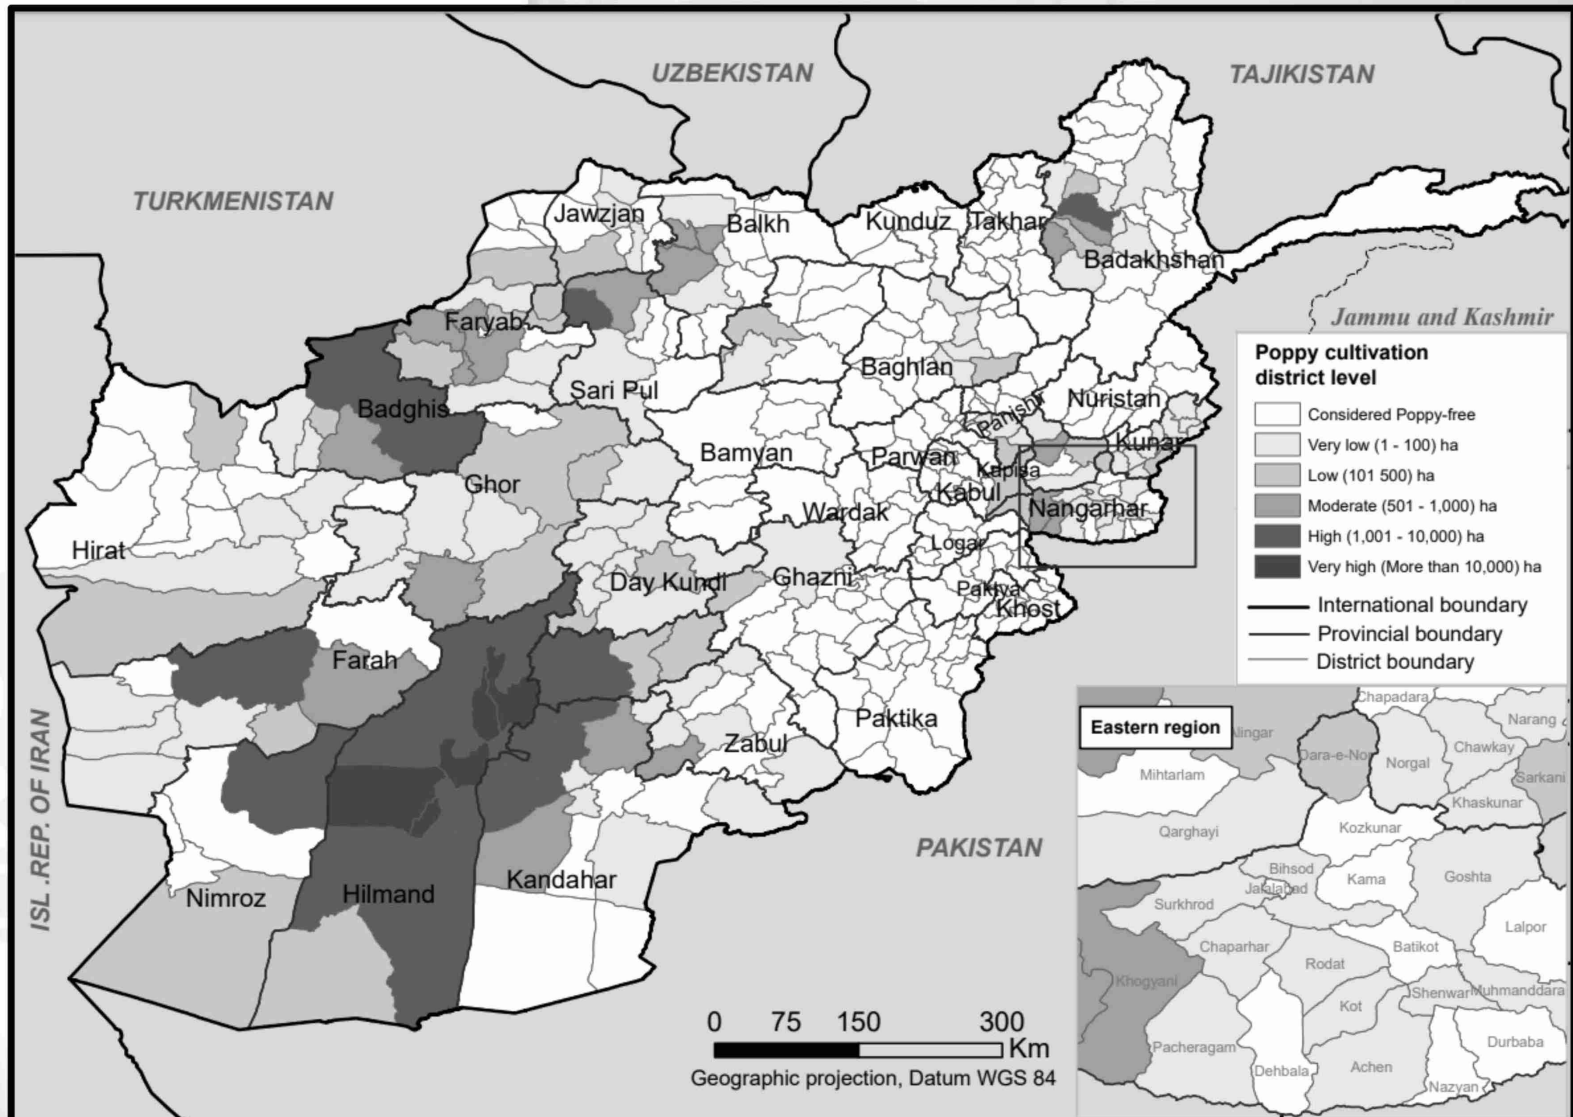 UZBEKISTAN
TAJIKISTAN
TURKMENISTAN
Jawzjan
Balkh
Kunduz
Takhar
Badakhshan
Jammu and Kashmir
Faryab
Baghlan
Sari Pul
Badghis
Panjshir
Nuristan
Kunar
Bamyan
Parwan
Kapisa
Ghor
Kabul
Wardak
Nangarhar
Hirat
Logar
Day Kundi
Ghazni
Paktya
Khost
Farah
Paktika
Zabul
ISL .REP. OF IRAN
PAKISTAN
Kandahar
Hilmand
Nimroz
Poppy cultivation
district level
Considered Poppy-free
Very low (1 - 100) ha
Low (101 500) ha
Moderate (501 - 1,000) ha
High (1,001 - 10,000) ha
Very high (More than 10,000) ha
International boundary
Provincial boundary
District boundary
Eastern region
Chapadara
Narang
Alingar
Dara-e-Nor
Chawkay
Norgal
Mihtarlam
Sarkani
Khaskunar
Qarghayi
Kozkunar
Bihsod
Kama
Goshta
Jalalabad
Surkhrod
Lalpor
Chaparhar
Batikot
Rodat
Khogyani
Shenwar
Muhmanddara
Kot
Pacheragam
Durbaba
Dehbala
Achen
Nazyan
0 75 150 300
Km
Geographic projection, Datum WGS 84